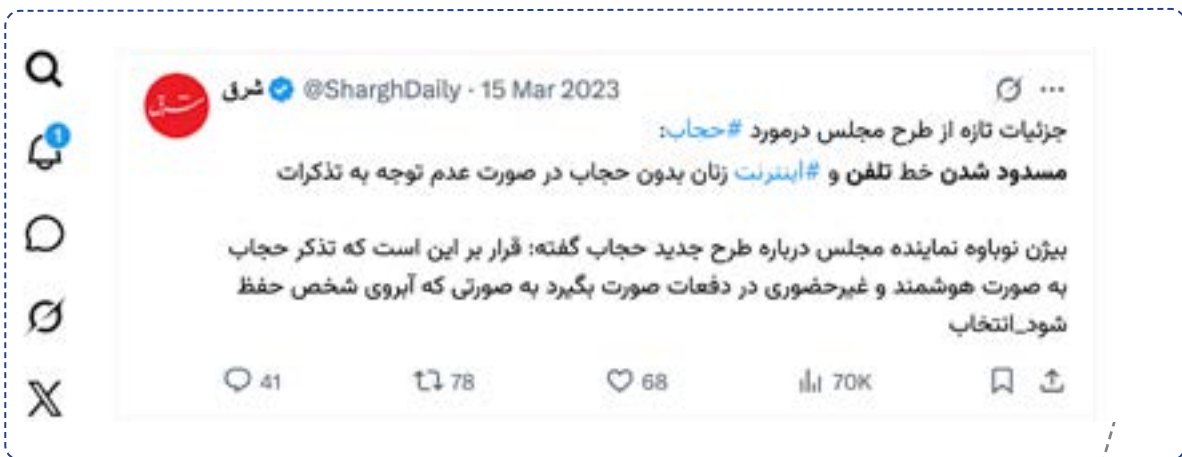 1
شرق
شرق @SharghDaily · 15 Mar 2023
جزئیات تازه از طرح مجلس درمورد #حجاب:
مسدود شدن خط تلفن و #اینترنت زنان بدون حجاب در صورت عدم توجه به تذکرات
بیژن نوباوه نماینده مجلس درباره طرح جدید حجاب گفته: قرار بر این است که تذکر حجاب
به صورت هوشمند و غیرحضوری در دفعات صورت بگیرد به صورتی که آبروی شخص حفظ
شود_انتخاب
41 78 68 70K